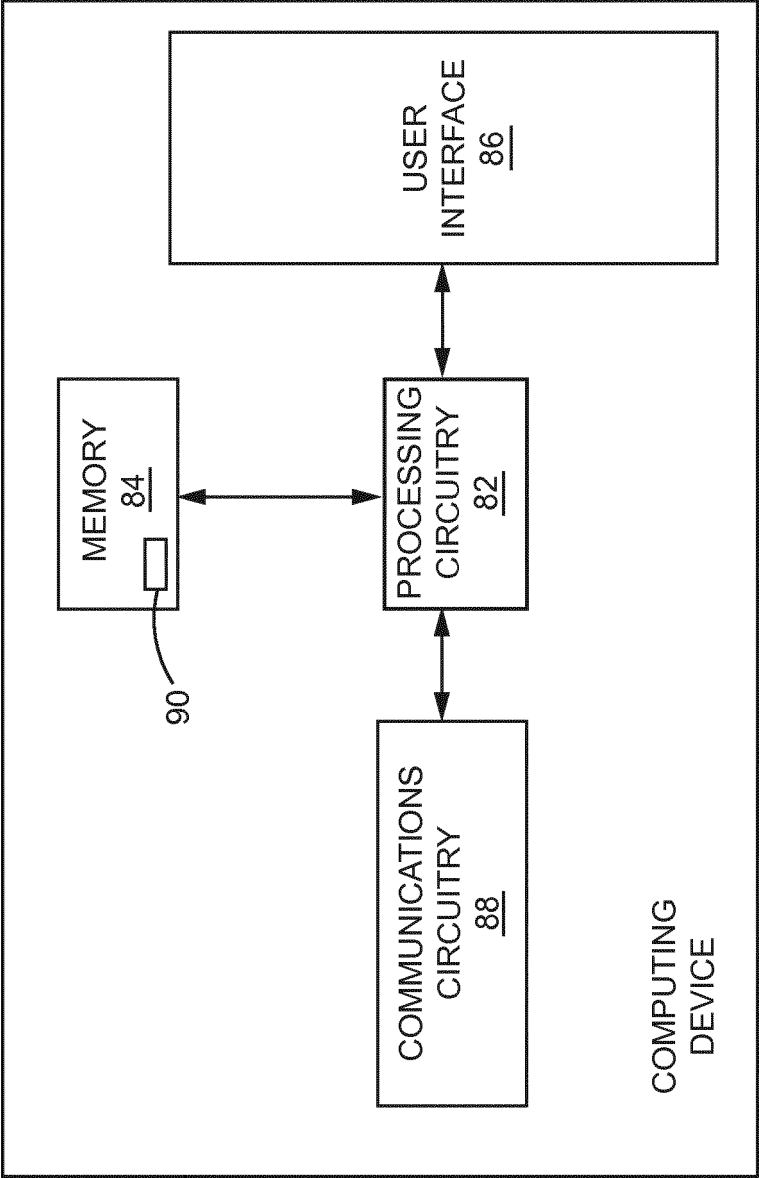 MEMORY
84
90
COMMUNICATIONS
CIRCUITRY
88
PROCESSING
CIRCUITRY
82
USER
INTERFACE
86
COMPUTING
DEVICE